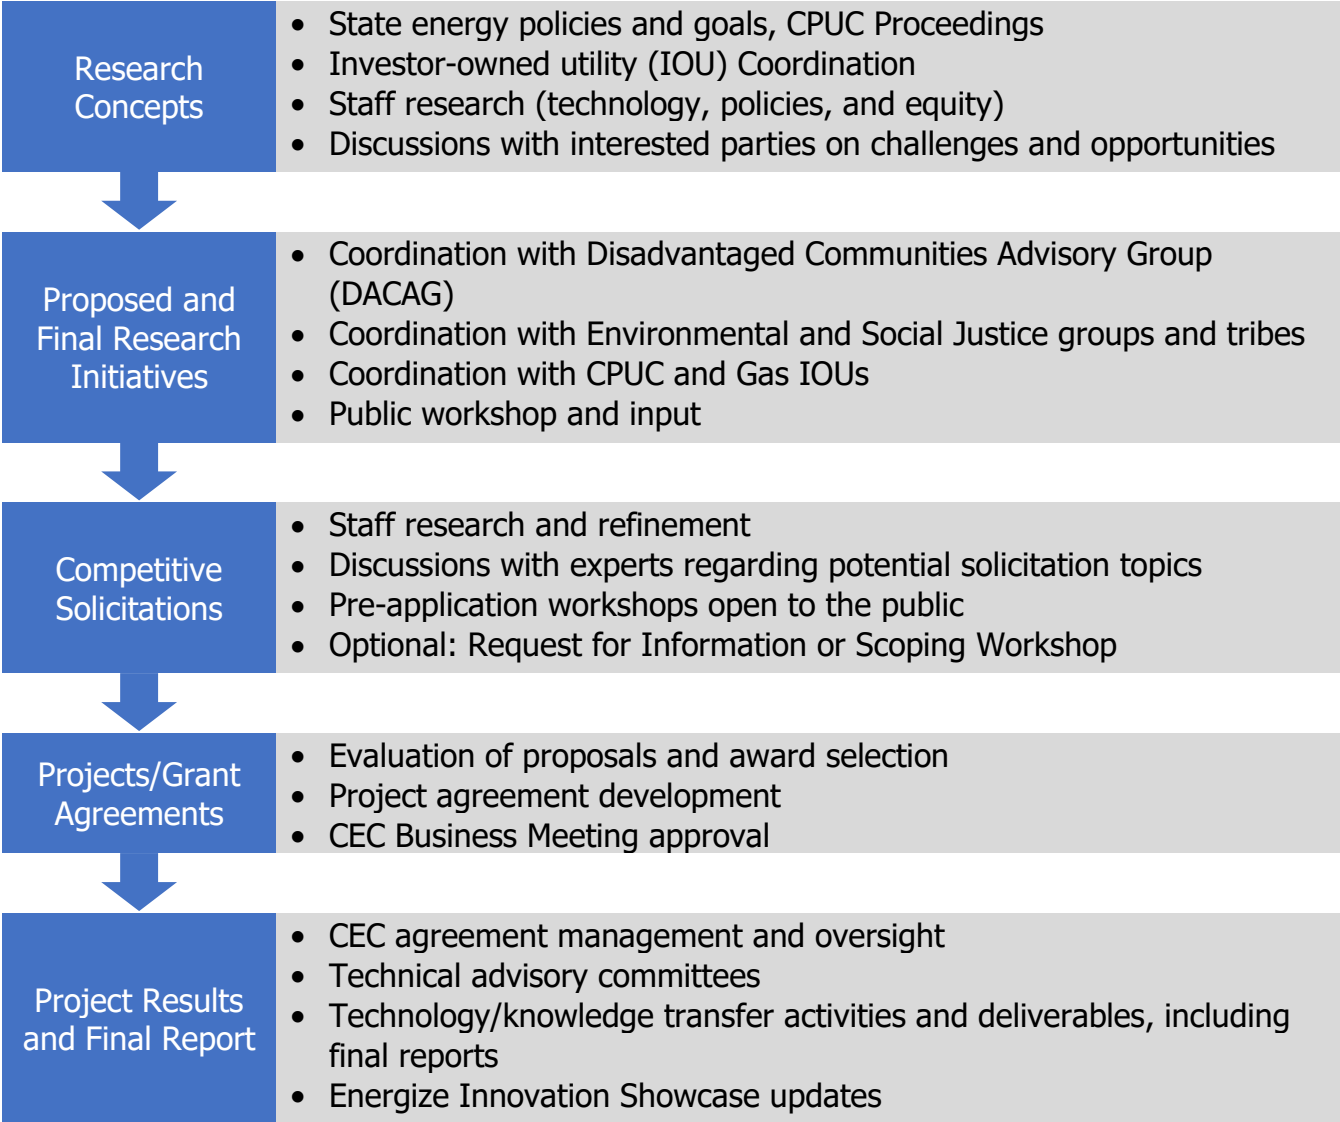 Research
Concepts
• State energy policies and goals, CPUC Proceedings
• Investor-owned utility (IOU) Coordination
• Staff research (technology, policies, and equity)
• Discussions with interested parties on challenges and opportunities
Proposed and
Final Research
Initiatives
• Coordination with Disadvantaged Communities Advisory Group
(DACAG)
• Coordination with Environmental and Social Justice groups and tribes
• Coordination with CPUC and Gas IOUs
• Public workshop and input
Competitive
Solicitations
• Staff research and refinement
• Discussions with experts regarding potential solicitation topics
• Pre-application workshops open to the public
• Optional: Request for Information or Scoping Workshop
Projects/Grant
Agreements
• Evaluation of proposals and award selection
• Project agreement development
• CEC Business Meeting approval
Project Results
and Final Report
• CEC agreement management and oversight
• Technical advisory committees
• Technology/knowledge transfer activities and deliverables, including
final reports
• Energize Innovation Showcase updates